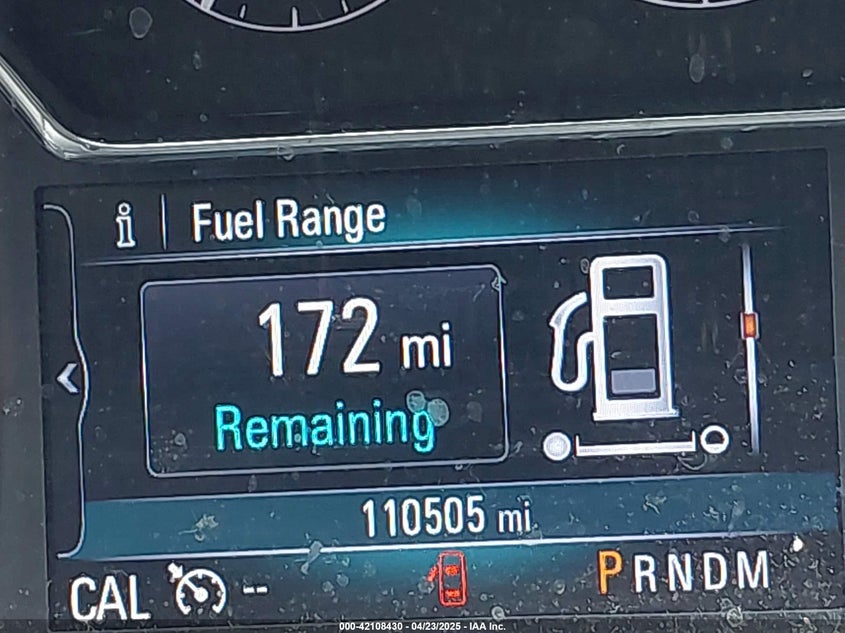 i | Fuel Range
172 mi
Remaining
110505 mi
CAL -- PRNDM
000-42108430 - 04/23/2025 - IAA Inc.